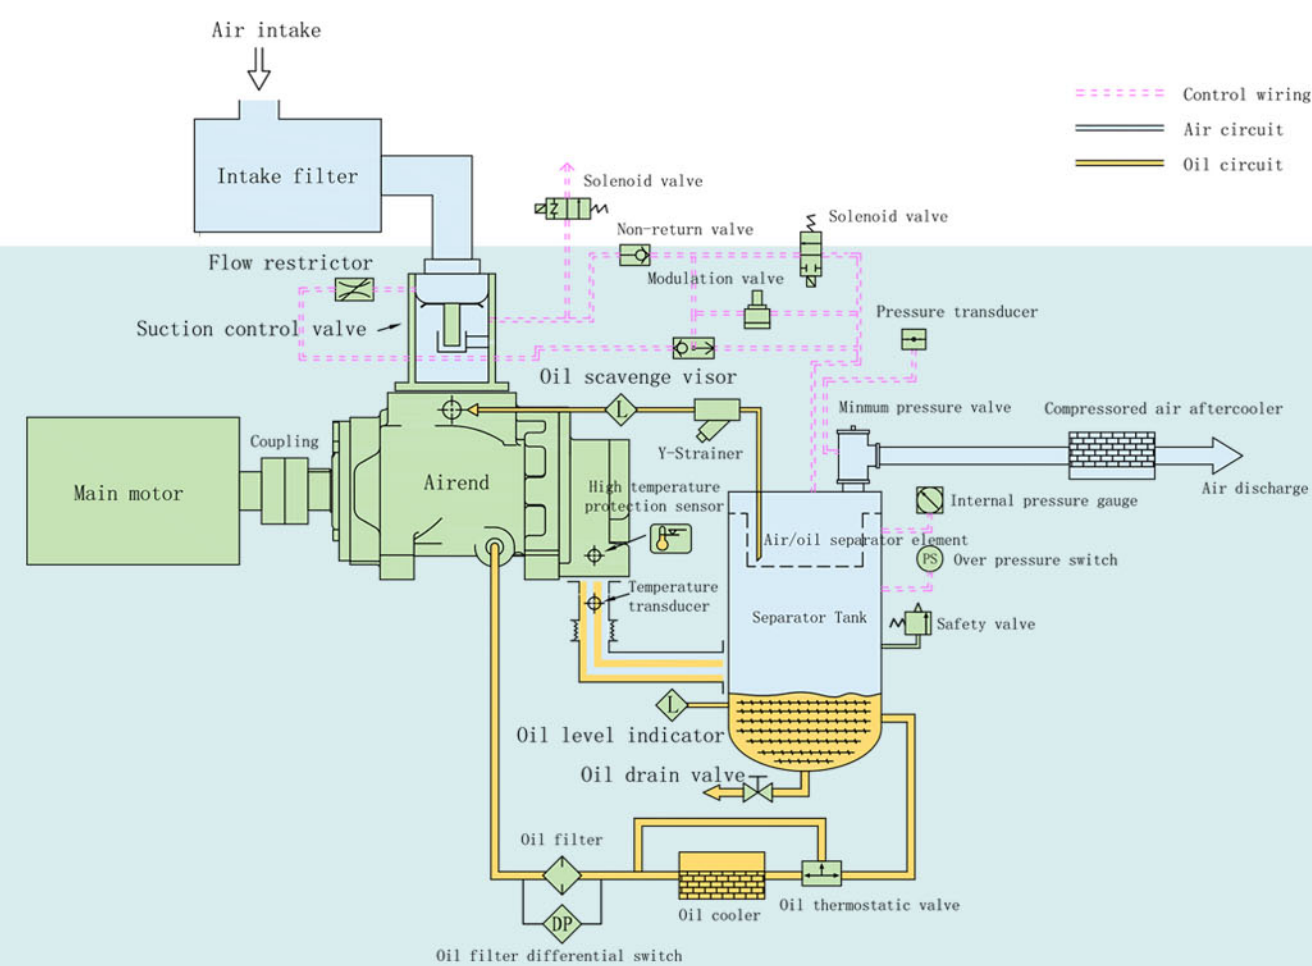 Air intake
Control wiring
Air circuit
Oil circuit
Intake filter
Solenoid valve
Solenoid valve
Non-return valve
Flow restrictor
Modulation valve
Pressure transducer
Suction control valve
Oil scavenge visor
L
Minmum pressure valve
Compressored air aftercooler
Coupling
Y-Strainer
Main motor
Airend
High temperature
protection sensor
Air discharge
Internal pressure gauge
Air/oil separator element
PS
Over pressure switch
Temperature
transducer
Separator Tank
Safety valve
L
Oil level indicator
Oil drain valve
Oil filter
Oil cooler
Oil thermostatic valve
DP
Oil filter differential switch